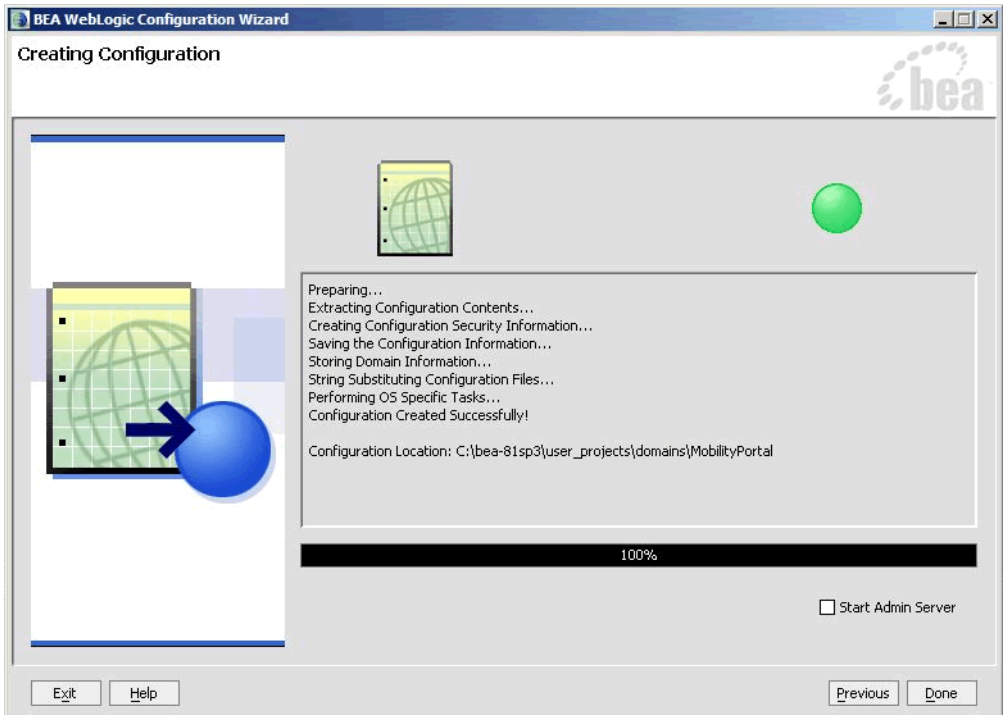 BEA WebLogic Configuration Wizard
Creating Configuration
bea
Preparing...
Extracting Configuration Contents...
Creating Configuration Security Information...
Saving the Configuration Information...
Storing Domain Information...
String Substituting Configuration Files...
Performing OS Specific Tasks...
Configuration Created Successfully!
Configuration Location: C:\bea-81sp3\user_projects\domains\MobilityPortal
100%
Start Admin Server
Exit
Help
Previous
Done